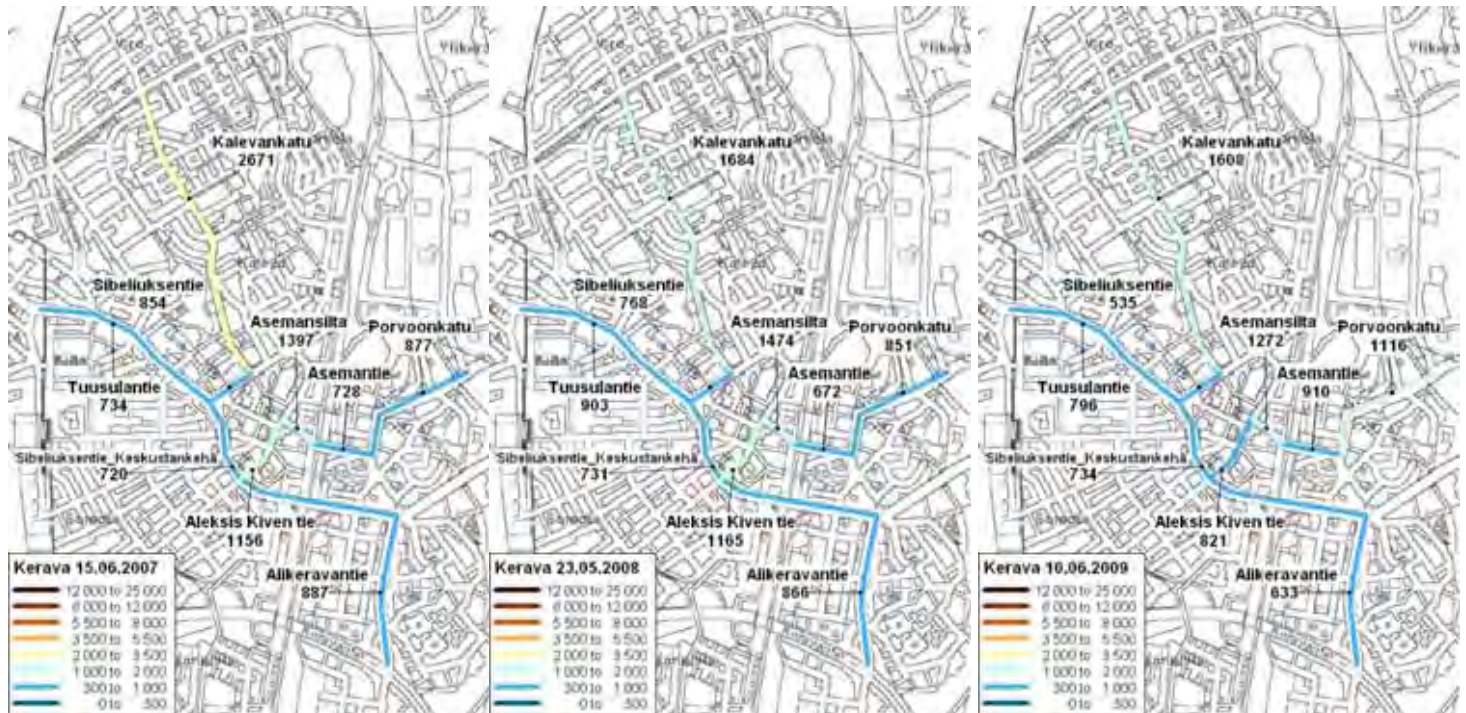 Kalevankatu
2671
Sibeliuksentie
854
Asemansilta
1397
Porvoonkatu
877
Asemantie
728
Tuusulantie
734
Sibeliuksentie_Keskustankehä
720
Aleksis Kiven tie
1156
Alikeravantie
887
Kerava 15.06.2007
12 000 to 25 000
8 000 to 12 000
5 500 to 8 000
3 500 to 5 500
2 000 to 3 500
1 000 to 2 000
300 to 1 000
0 to 300
Kalevankatu
1684
Sibeliuksentie
768
Asemansilta
1474
Porvoonkatu
851
Asemantie
672
Tuusulantie
903
Sibeliuksentie_Keskustankehä
731
Aleksis Kiven tie
1165
Alikeravantie
866
Kerava 23.05.2008
12 000 to 25 000
8 000 to 12 000
5 500 to 8 000
3 500 to 5 500
2 000 to 3 500
1 000 to 2 000
300 to 1 000
0 to 300
Kalevankatu
1608
Sibeliuksentie
535
Asemansilta
1272
Porvoonkatu
1116
Asemantie
910
Tuusulantie
796
Sibeliuksentie_Keskustankehä
734
Aleksis Kiven tie
821
Alikeravantie
633
Kerava 10.06.2009
12 000 to 25 000
8 000 to 12 000
5 500 to 8 000
3 500 to 5 500
2 000 to 3 500
1 000 to 2 000
300 to 1 000
0 to 300